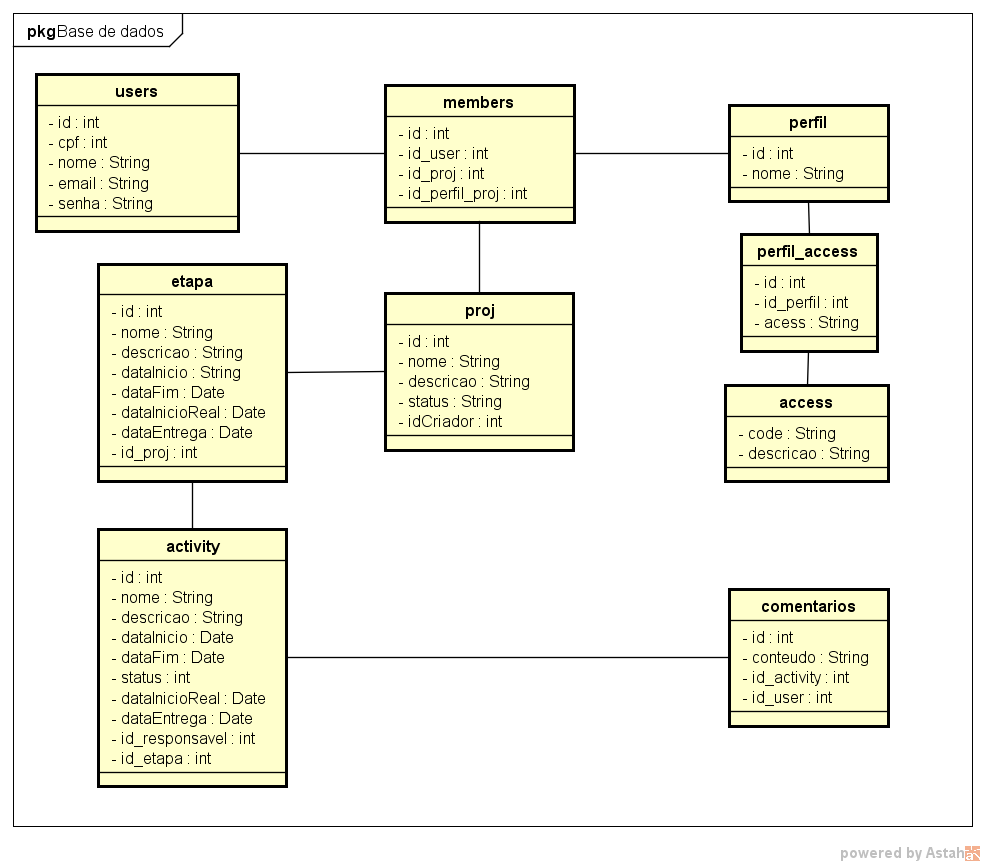 pkg Base de dados
users
- id : int
- cpf : int
- nome : String
- email : String
- senha : String
members
- id : int
- id_user : int
- id_proj : int
- id_perfil_proj : int
perfil
- id : int
- nome : String
perfil_access
- id : int
- id_perfil : int
- acess : String
etapa
- id : int
- nome : String
- descricao : String
- dataInicio : String
- dataFim : Date
- dataInicioReal : Date
- dataEntrega : Date
- id_proj : int
proj
- id : int
- nome : String
- descricao : String
- status : String
- idCriador : int
access
- code : String
- descricao : String
activity
- id : int
- nome : String
- descricao : String
- dataInicio : Date
- dataFim : Date
- status : int
- dataInicioReal : Date
- dataEntrega : Date
- id_responsavel : int
- id_etapa : int
comentarios
- id : int
- conteudo : String
- id_activity : int
- id_user : int
powered by Astah